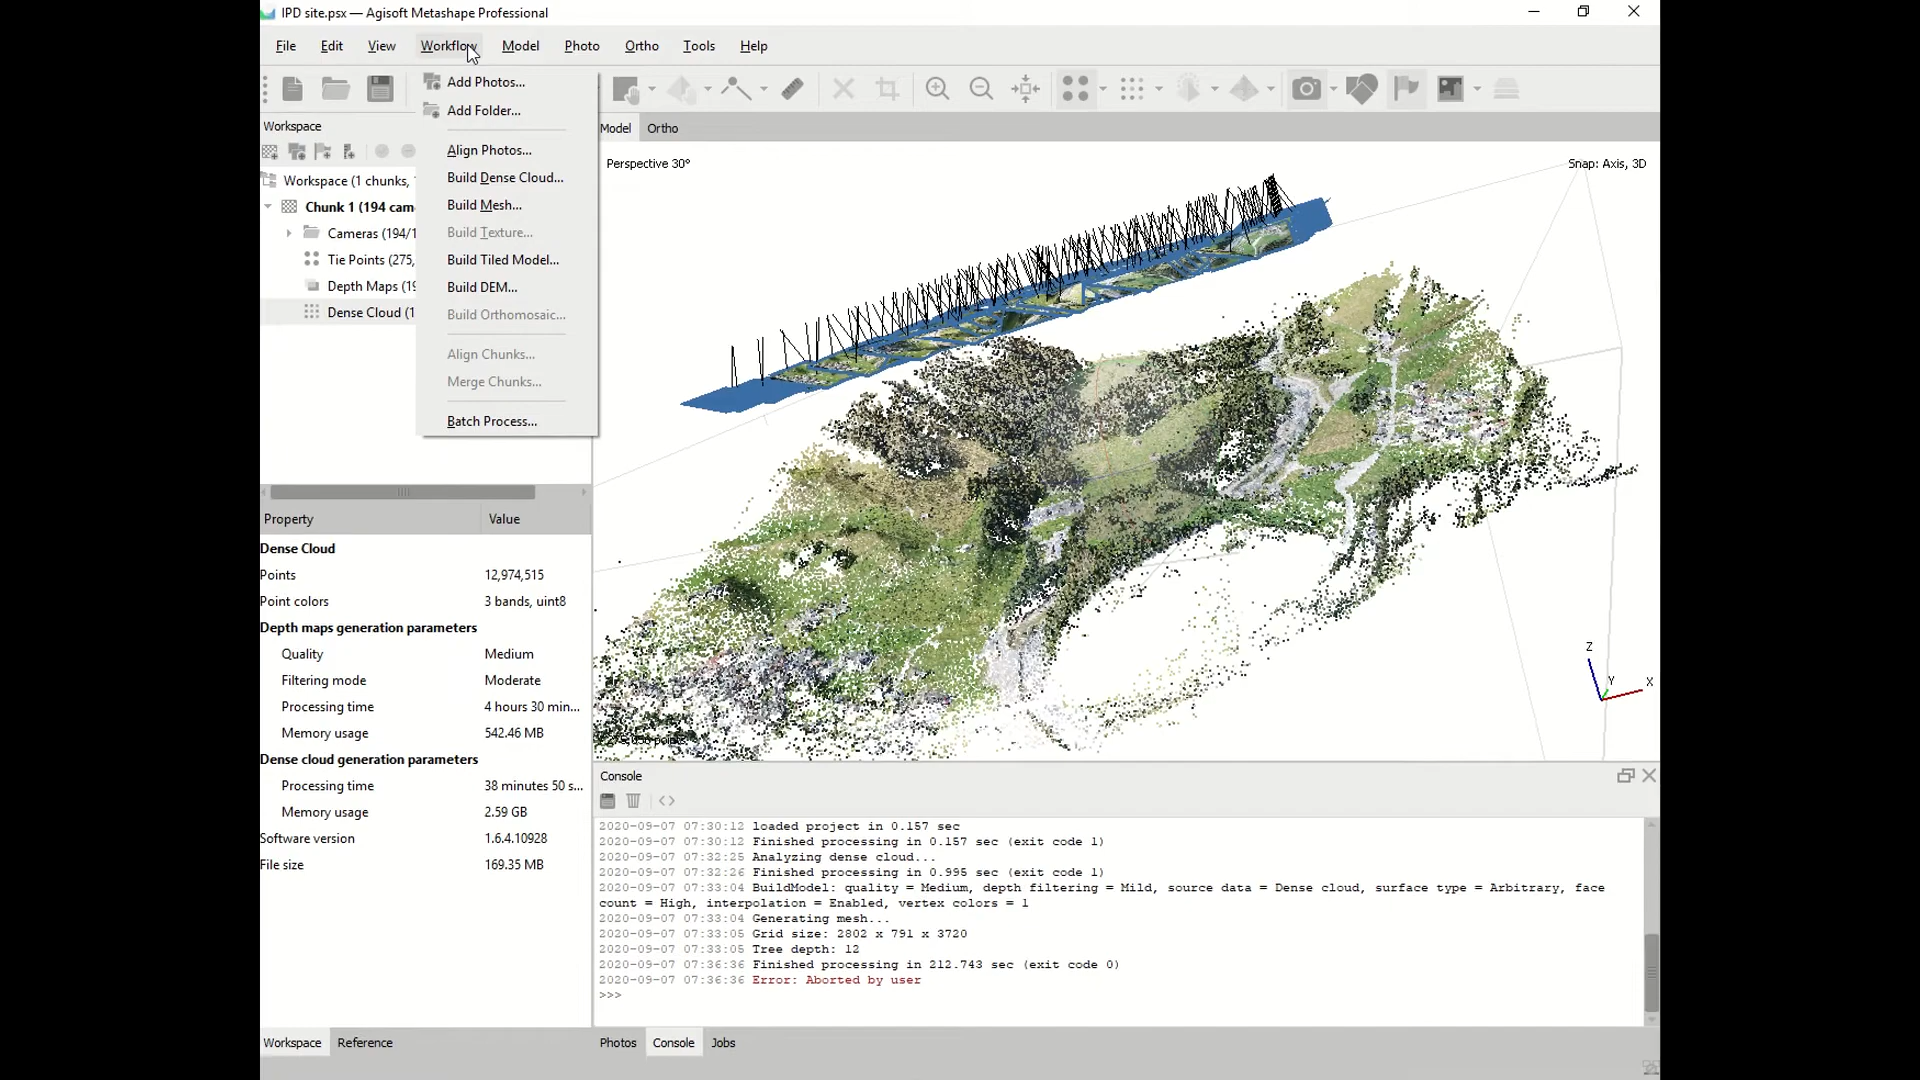 IPD site.psx — Agisoft Metashape Professional
File Edit View Workflow Model Photo Ortho Tools Help
Add Photos...
Add Folder...
Align Photos...
Build Dense Cloud...
Build Mesh...
Build Texture...
Build Tiled Model...
Build DEM...
Build Orthomosaic...
Align Chunks...
Merge Chunks...
Batch Process...
Workspace
Workspace (1 chunks,
Chunk 1 (194 cam
Cameras (194/1
Tie Points (275,
Depth Maps (19
Dense Cloud (1
Model Ortho
Perspective 30°
Snap: Axis, 3D
Z
Y
X
points
Property Value
Dense Cloud
Points 12,974,515
Point colors 3 bands, uint8
Depth maps generation parameters
Quality Medium
Filtering mode Moderate
Processing time 4 hours 30 min...
Memory usage 542.46 MB
Dense cloud generation parameters
Processing time 38 minutes 50 s...
Memory usage 2.59 GB
Software version 1.6.4.10928
File size 169.35 MB
Console
2020-09-07 07:30:12 loaded project in 0.157 sec
2020-09-07 07:30:12 Finished processing in 0.157 sec (exit code 1)
2020-09-07 07:32:25 Analyzing dense cloud...
2020-09-07 07:32:26 Finished processing in 0.995 sec (exit code 1)
2020-09-07 07:33:04 BuildModel: quality = Medium, depth filtering = Mild, source data = Dense cloud, surface type = Arbitrary, face
count = High, interpolation = Enabled, vertex colors = 1
2020-09-07 07:33:04 Generating mesh...
2020-09-07 07:33:05 Grid size: 2802 x 791 x 3720
2020-09-07 07:33:05 Tree depth: 12
2020-09-07 07:36:36 Finished processing in 212.743 sec (exit code 0)
2020-09-07 07:36:36 Error: Aborted by user
>>>
Workspace Reference
Photos Console Jobs